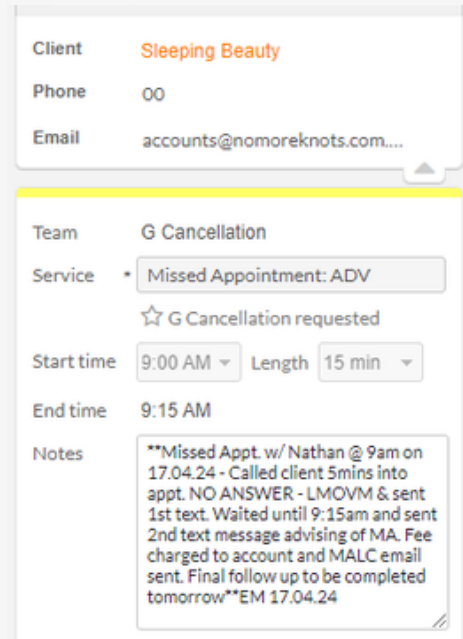 Client Sleeping Beauty
Phone 00
Email accounts@nomoreknots.com....
Team G Cancellation
Service * Missed Appointment: ADV
G Cancellation requested
Start time 9:00 AM Length 15 min
End time 9:15 AM
Notes **Missed Appt. w/ Nathan @ 9am on
17.04.24 - Called client 5mins into
appt. NO ANSWER - LMOVM & sent
1st text. Waited until 9:15am and sent
2nd text message advising of MA. Fee
charged to account and MALC email
sent. Final follow up to be completed
tomorrow**EM 17.04.24